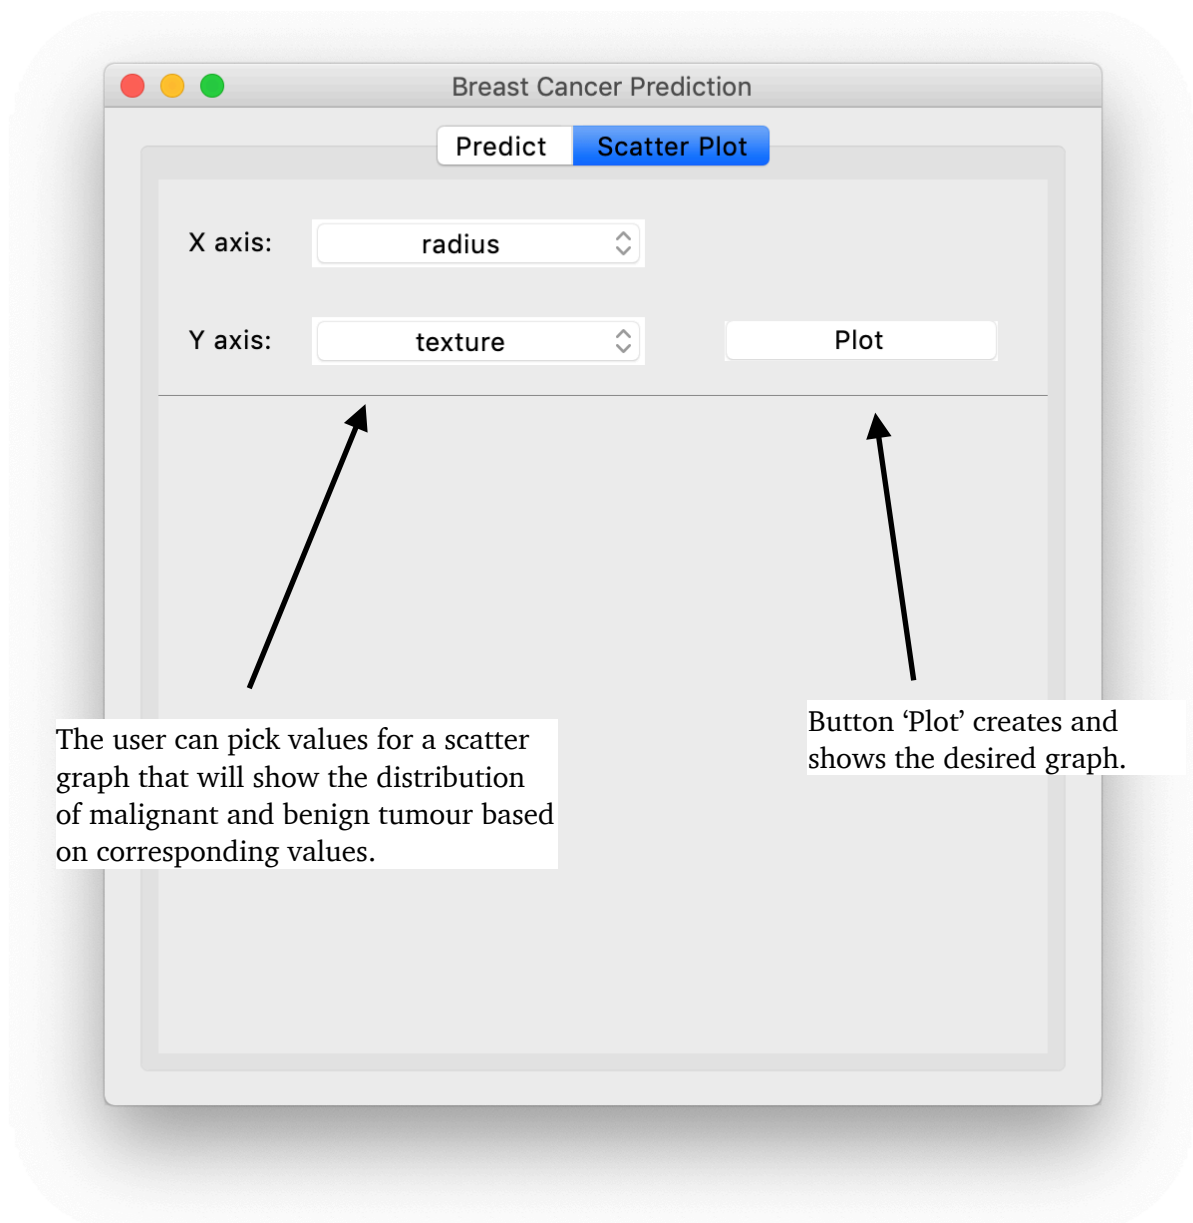 Breast Cancer Prediction
Predict
Scatter Plot
X axis:
radius
Y axis:
texture
Plot
The user can pick values for a scatter
graph that will show the distribution
of malignant and benign tumour based
on corresponding values.
Button ‘Plot’ creates and
shows the desired graph.